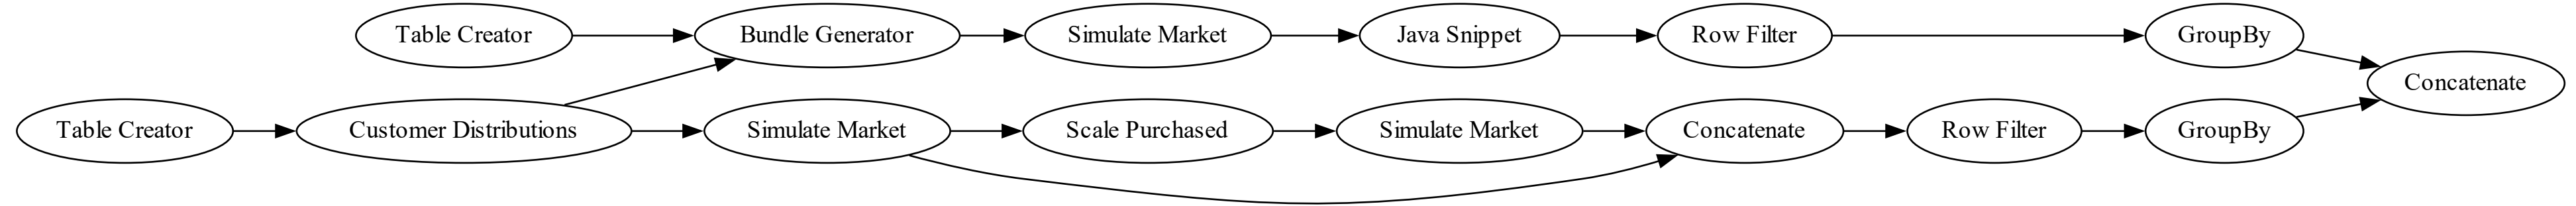 Table Creator
Bundle Generator
Simulate Market
Java Snippet
Row Filter
GroupBy
Concatenate
Table Creator
Customer Distributions
Simulate Market
Scale Purchased
Simulate Market
Concatenate
Row Filter
GroupBy